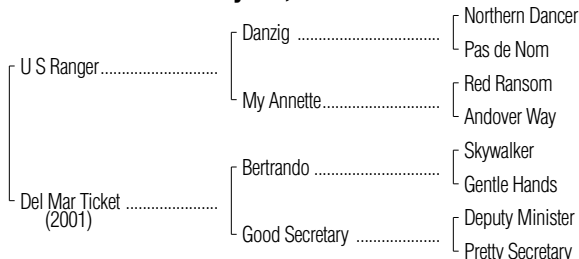 Northern Dancer
Danzig ..............................
Pas de Nom
U S Ranger.........................
Red Ransom
My Annette.........................
Andover Way
Skywalker
Bertrando ..........................
Gentle Hands
Del Mar Ticket ....................
(2001)
Deputy Minister
Good Secretary ..................
Pretty Secretary